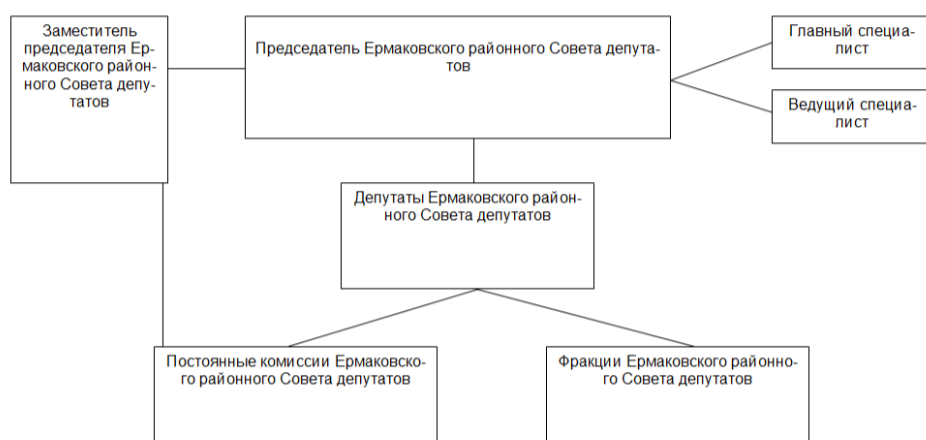 Заместитель
председателя Ер-
маковского район-
ного Совета депу-
татов
Председатель Ермаковского районного Совета депута-
тов
Главный специа-
лист
Ведущий специа-
лист
Депутаты Ермаковского район-
ного Совета депутатов
Постоянные комиссии Ермаковско-
го районного Совета депутатов
Фракции Ермаковского районно-
го Совета депутатов